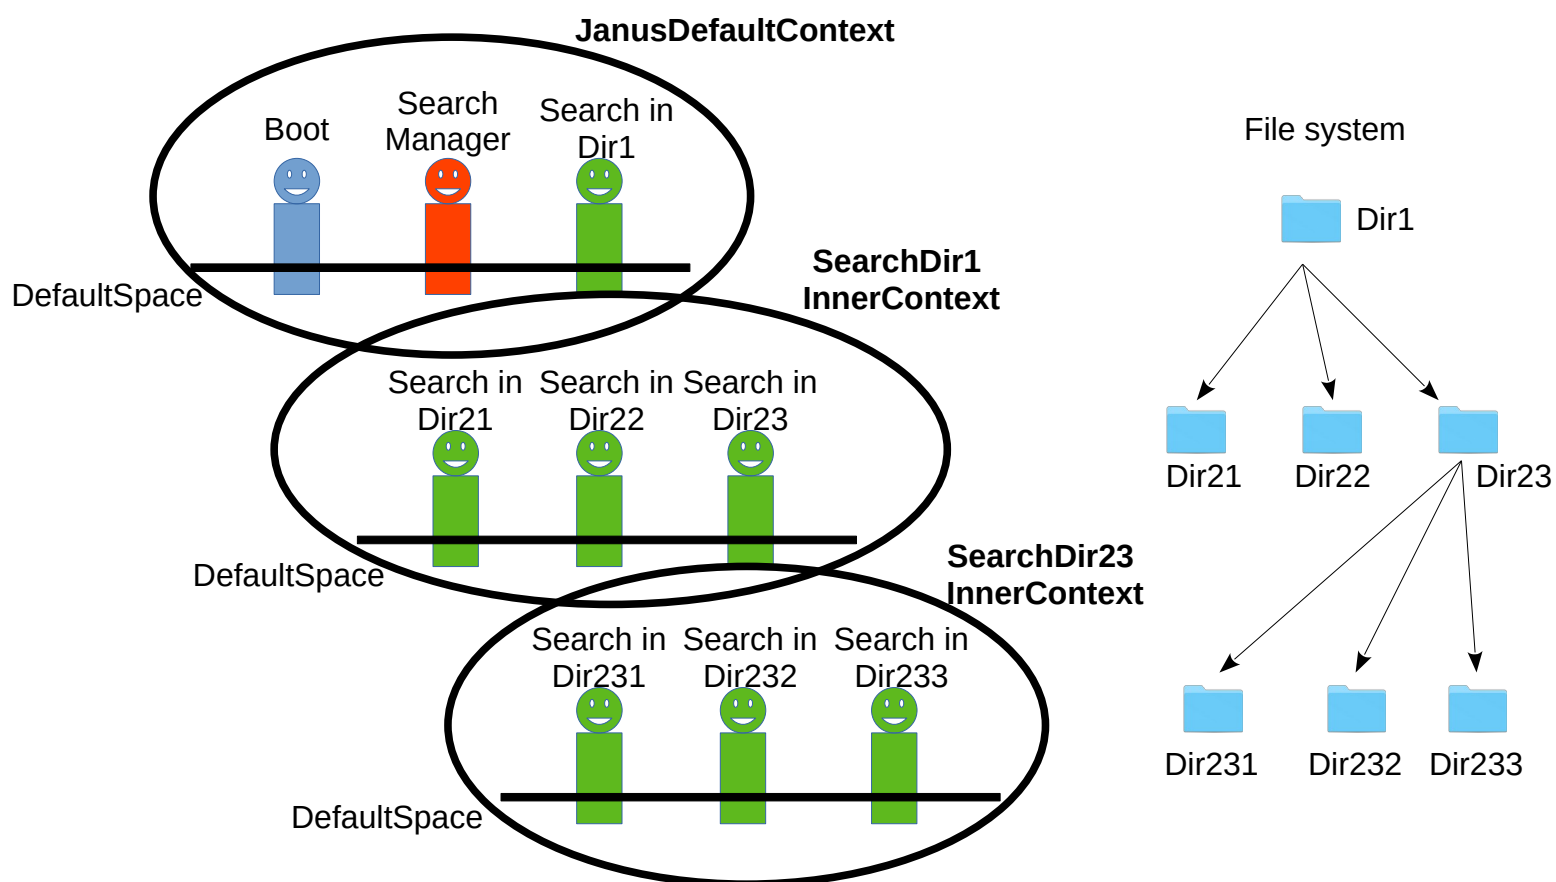 JanusDefaultContext
Boot
Search
Manager
Search in
Dir1
DefaultSpace
SearchDir1
InnerContext
Search in
Dir21
Search in
Dir22
Search in
Dir23
DefaultSpace
SearchDir23
InnerContext
Search in
Dir231
Search in
Dir232
Search in
Dir233
DefaultSpace
File system
Dir1
Dir21
Dir22
Dir23
Dir231
Dir232
Dir233